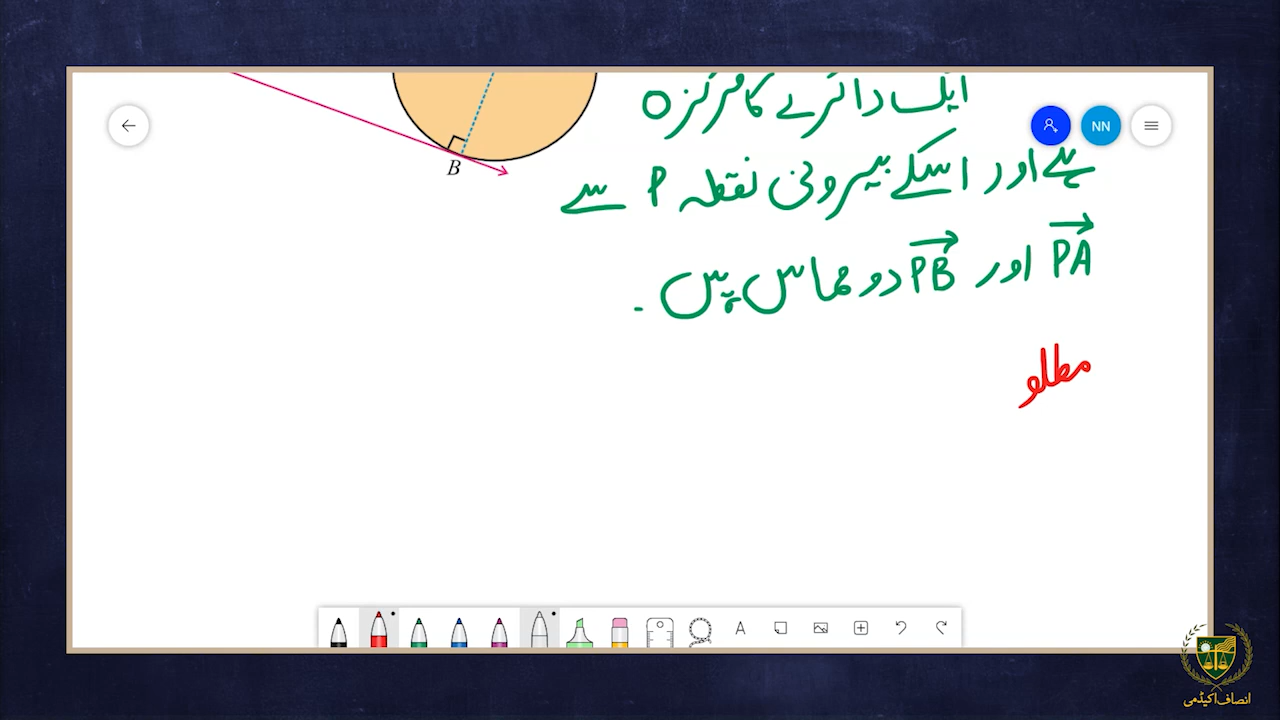 ایک دائرے کا مرکز O
ہے اور اسکے بیرونی نقطہ P سے
PA اور PB دو مماس ہیں۔
مطلو
B
NN
A
انصاف اکیڈمی